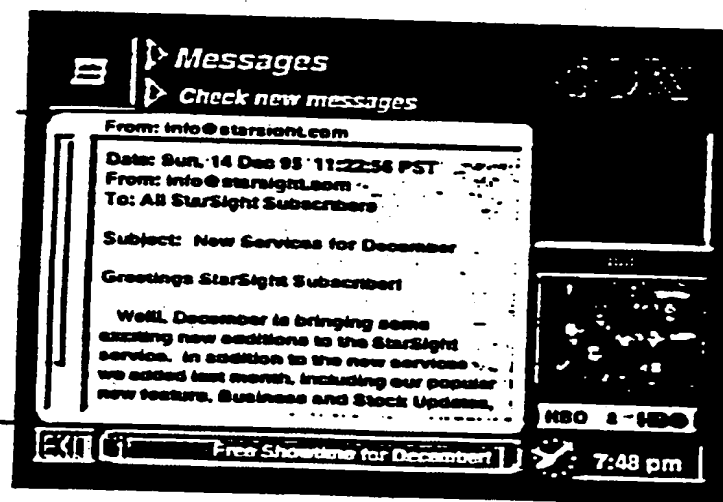 Messages
Check new messages
From: info@starsight.com
Date: Sun, 14 Dec 95 11:22:56 PST
From: info@starsight.com
To: All StarSight Subscribers
Subject: New Services for December
Greetings StarSight Subscriber!
Well, December is bringing some
exciting new additions to the StarSight
service. In addition to the new services
we added last month, including our popular
new feature, Business and Stock Updates,
HBO 2 HBO
EXIT
Free Showtime for December!
7:48 pm